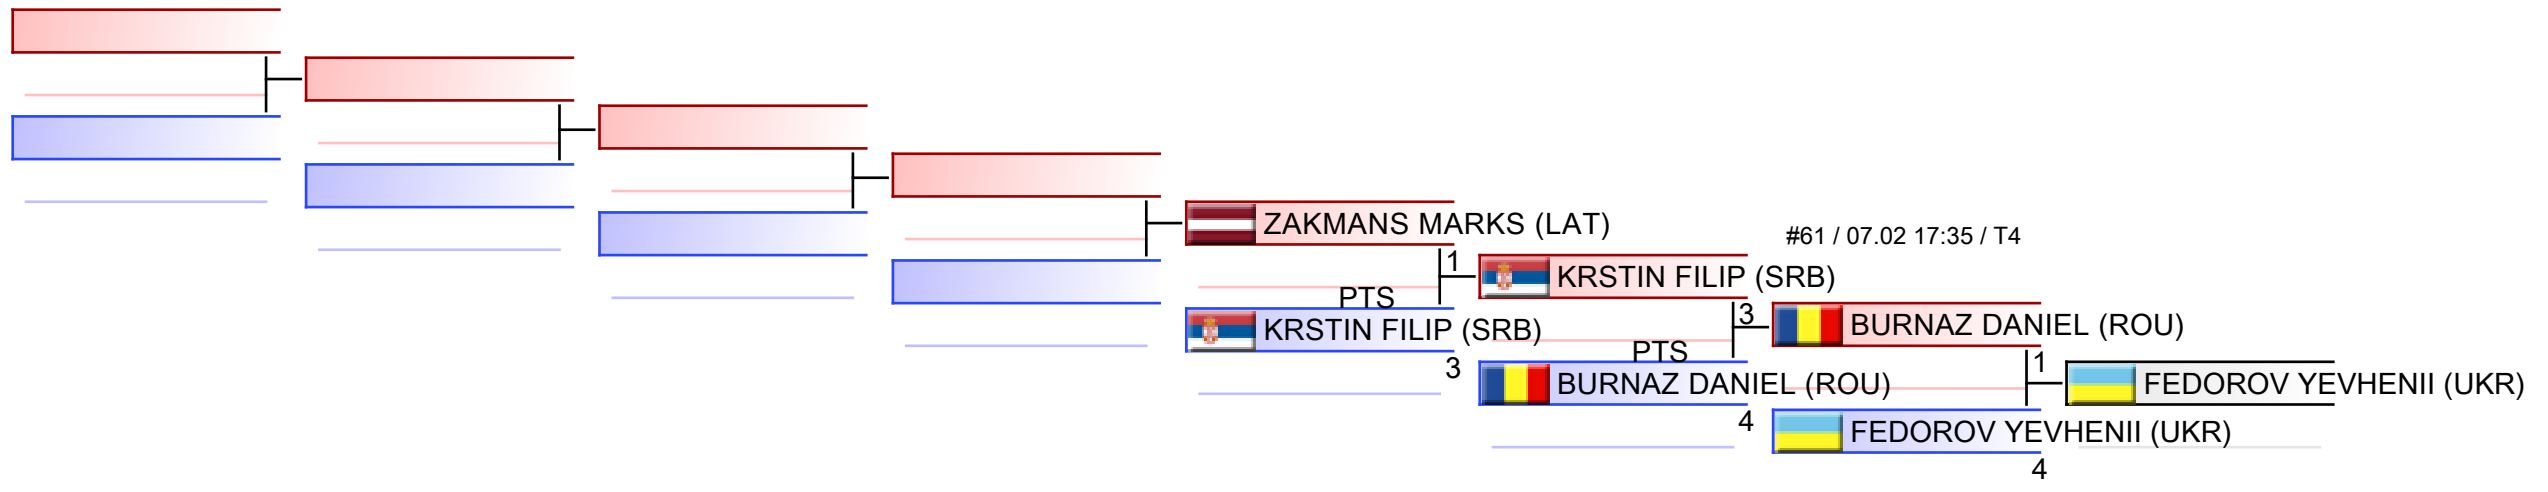 ZAKMANS MARKS (LAT)
#61 / 07.02 17:35 / T4
1
KRSTIN FILIP (SRB)
PTS
KRSTIN FILIP (SRB)
3
3
BURNAZ DANIEL (ROU)
PTS
BURNAZ DANIEL (ROU)
4
1
FEDOROV YEVHENII (UKR)
FEDOROV YEVHENII (UKR)
4